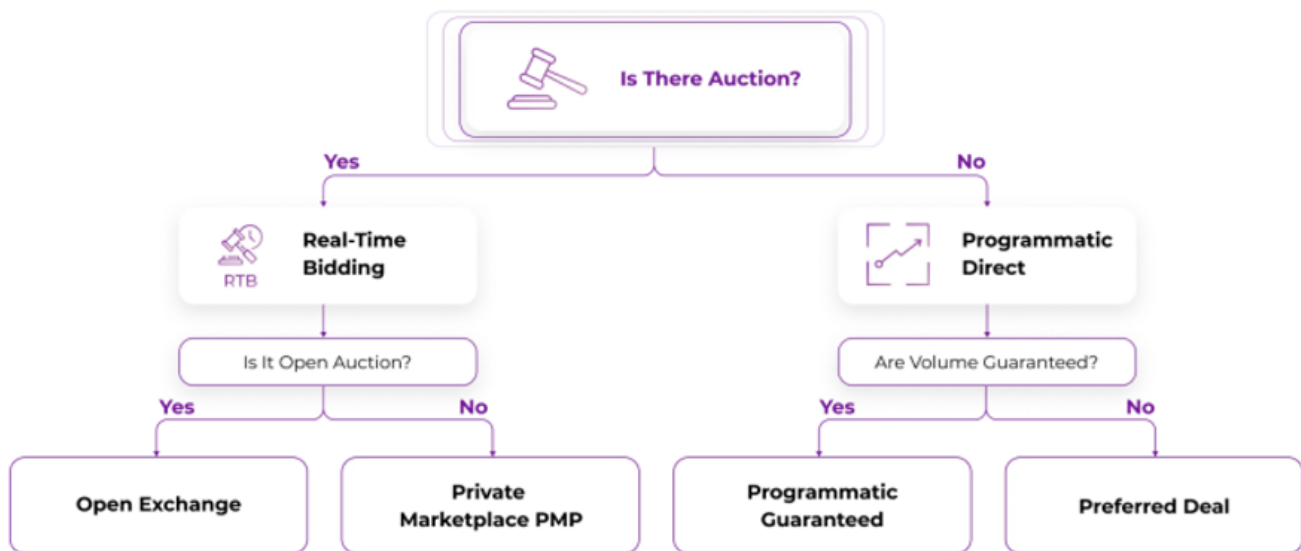 Is There Auction?
Yes
No
Real-Time
Bidding
RTB
Programmatic
Direct
Is It Open Auction?
Are Volume Guaranteed?
Yes
No
Yes
No
Open Exchange
Private
Marketplace PMP
Programmatic
Guaranteed
Preferred Deal